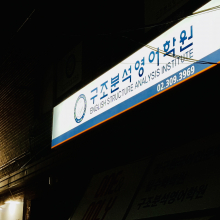 구조분석영어학원
ENGLISH STRUCTURE ANALYSIS INSTITUTE
02.309.3969